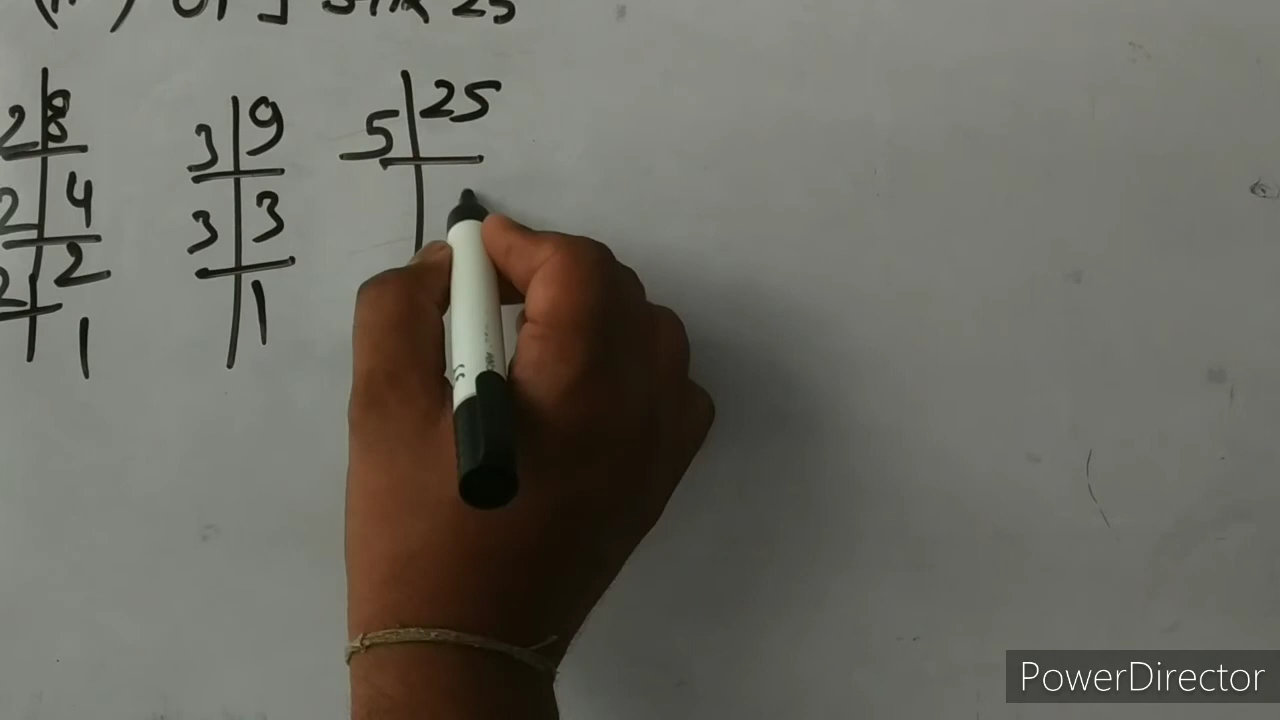 25
2 8 3 9 5 25
2 4 3 3
2 2 1
1
PowerDirector